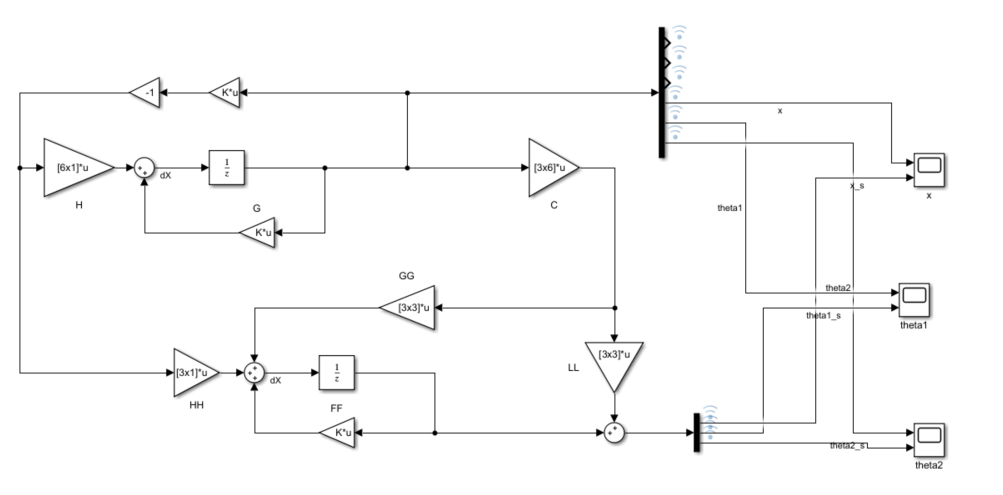 -1
K*u
x
[6x1]*u
dX
1
z
[3x6]*u
x_s
x
H
G
C
theta1
K*u
GG
theta2
[3x3]*u
theta1_s
theta1
[3x3]*u
LL
[3x1]*u
dX
1
z
HH
FF
K*u
theta2_s
theta2